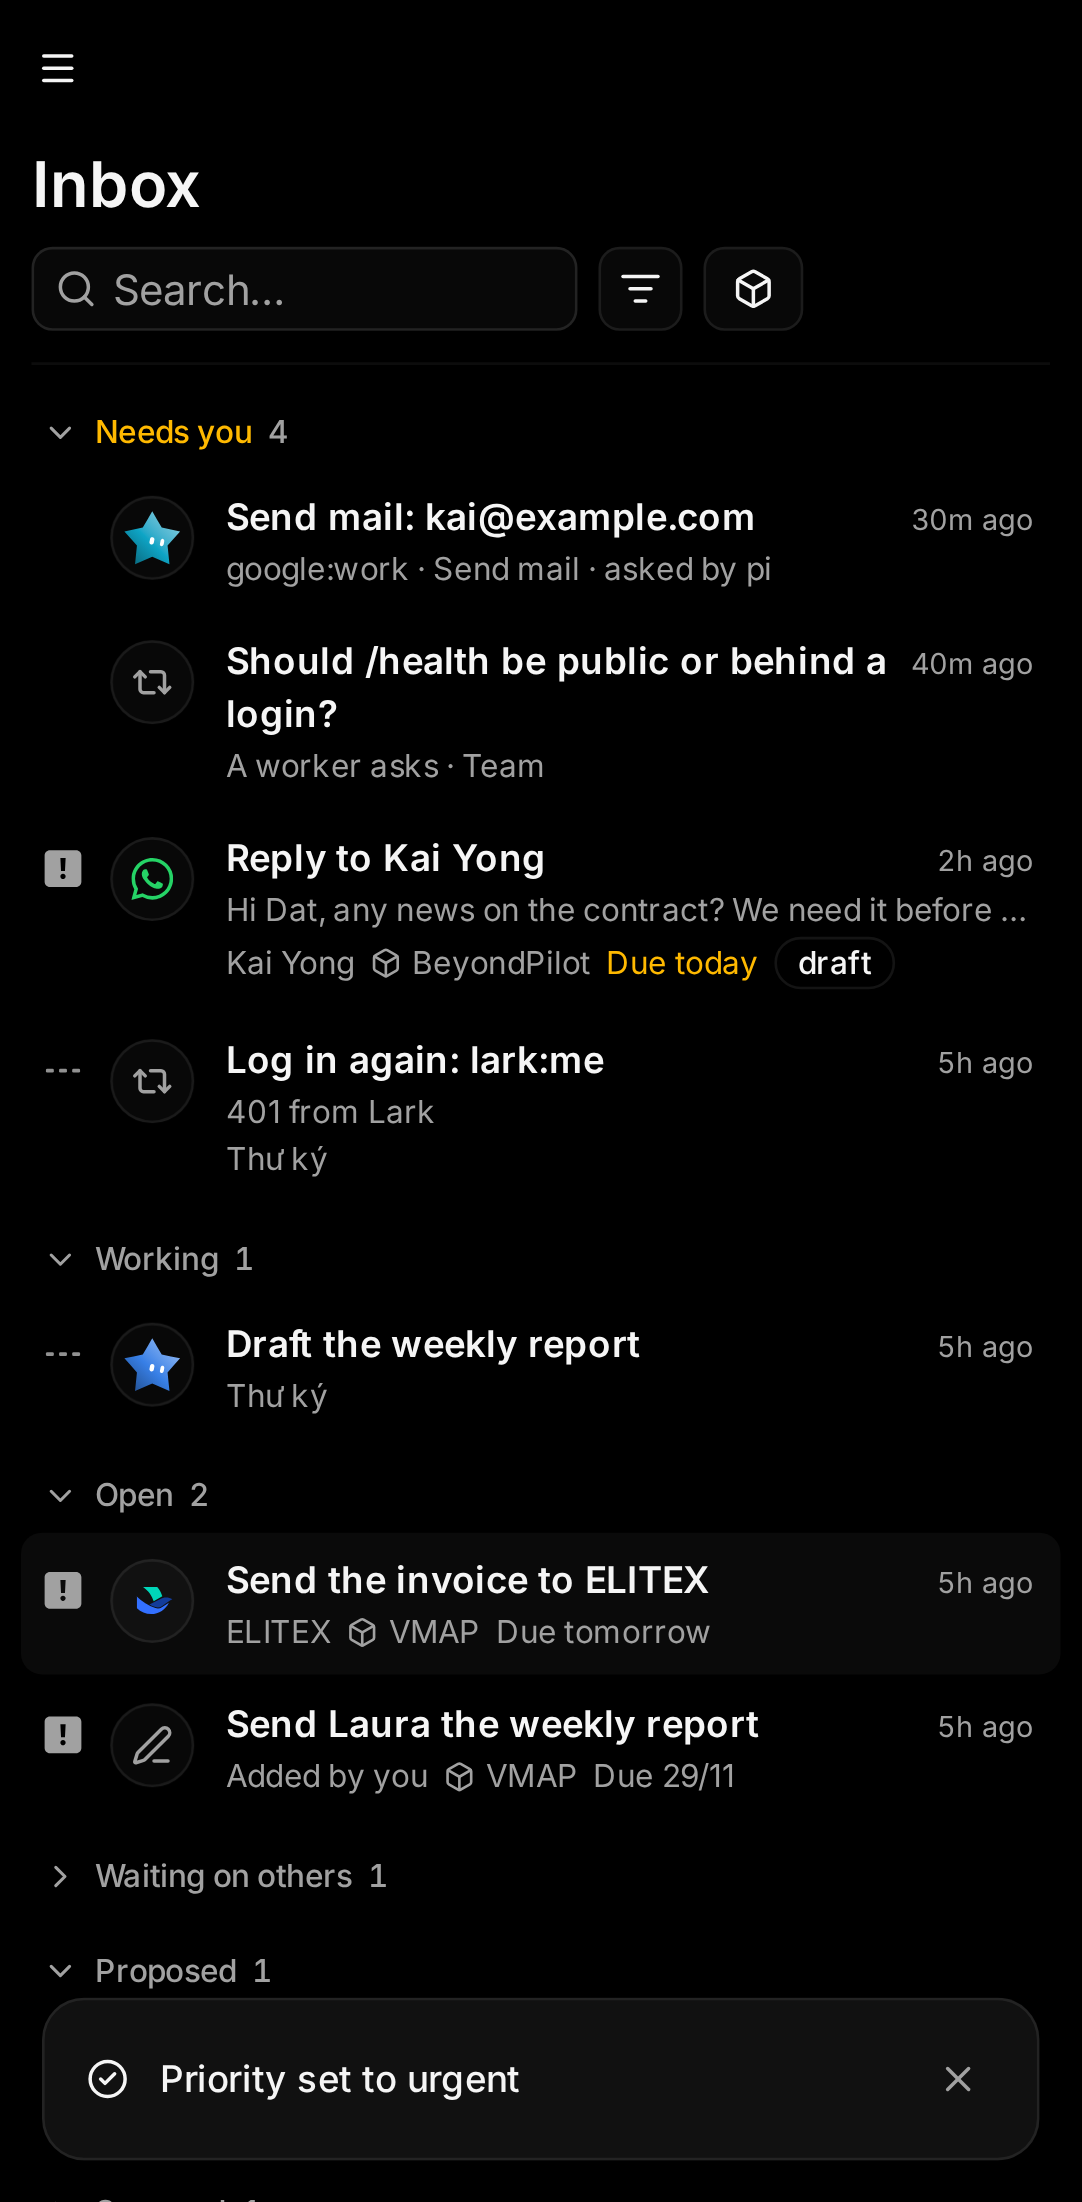 Inbox
Search...
Needs you 4
Send mail: kai@example.com 30m ago
google:work · Send mail · asked by pi
Should /health be public or behind a 40m ago
login?
A worker asks · Team
Reply to Kai Yong 2h ago
Hi Dat, any news on the contract? We need it before ...
Kai Yong BeyondPilot Due today draft
Log in again: lark:me 5h ago
401 from Lark
Thư ký
Working 1
Draft the weekly report 5h ago
Thư ký
Open 2
Send the invoice to ELITEX 5h ago
ELITEX VMAP Due tomorrow
Send Laura the weekly report 5h ago
Added by you VMAP Due 29/11
Waiting on others 1
Proposed 1
Priority set to urgent